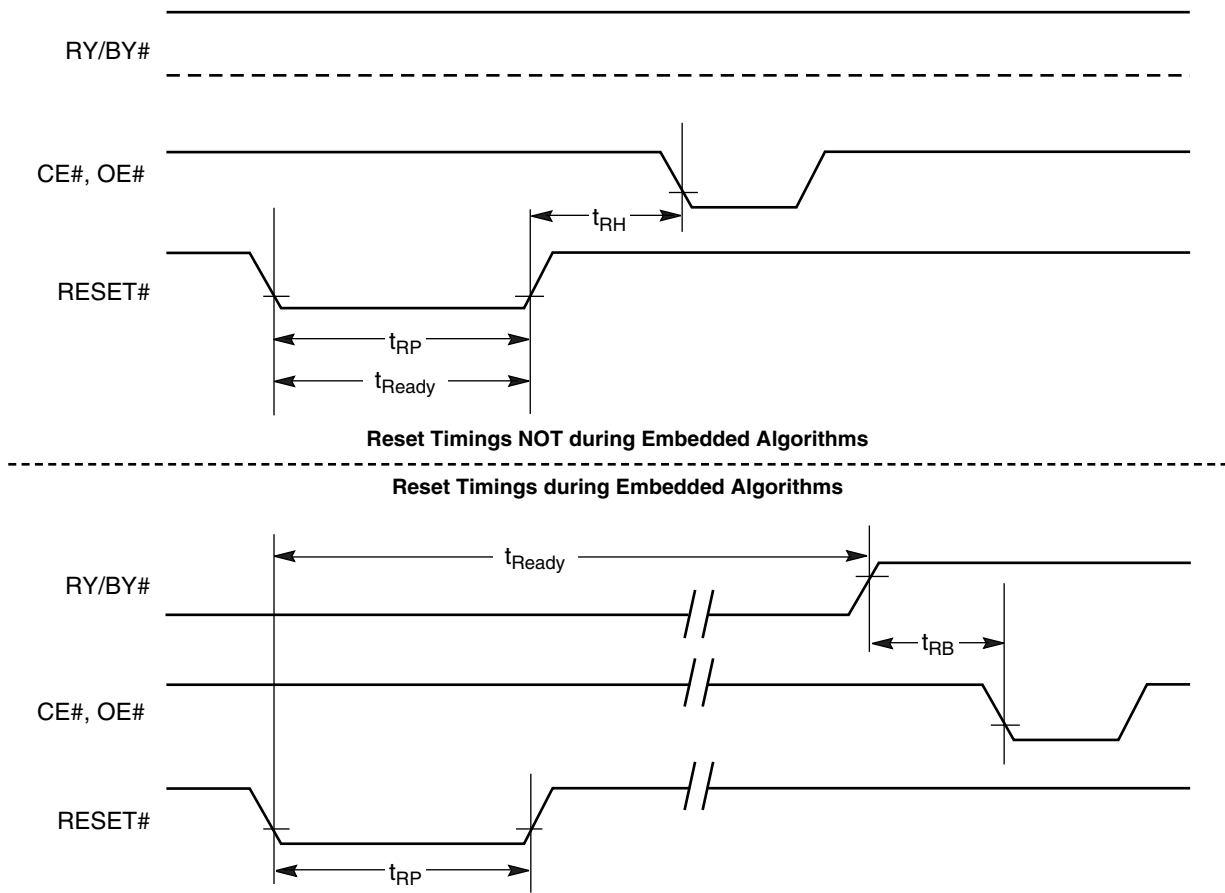 RY/BY#
CE#, OE#
tRH
RESET#
tRP
tReady
Reset Timings NOT during Embedded Algorithms
Reset Timings during Embedded Algorithms
tReady
RY/BY#
tRB
CE#, OE#
RESET#
tRP